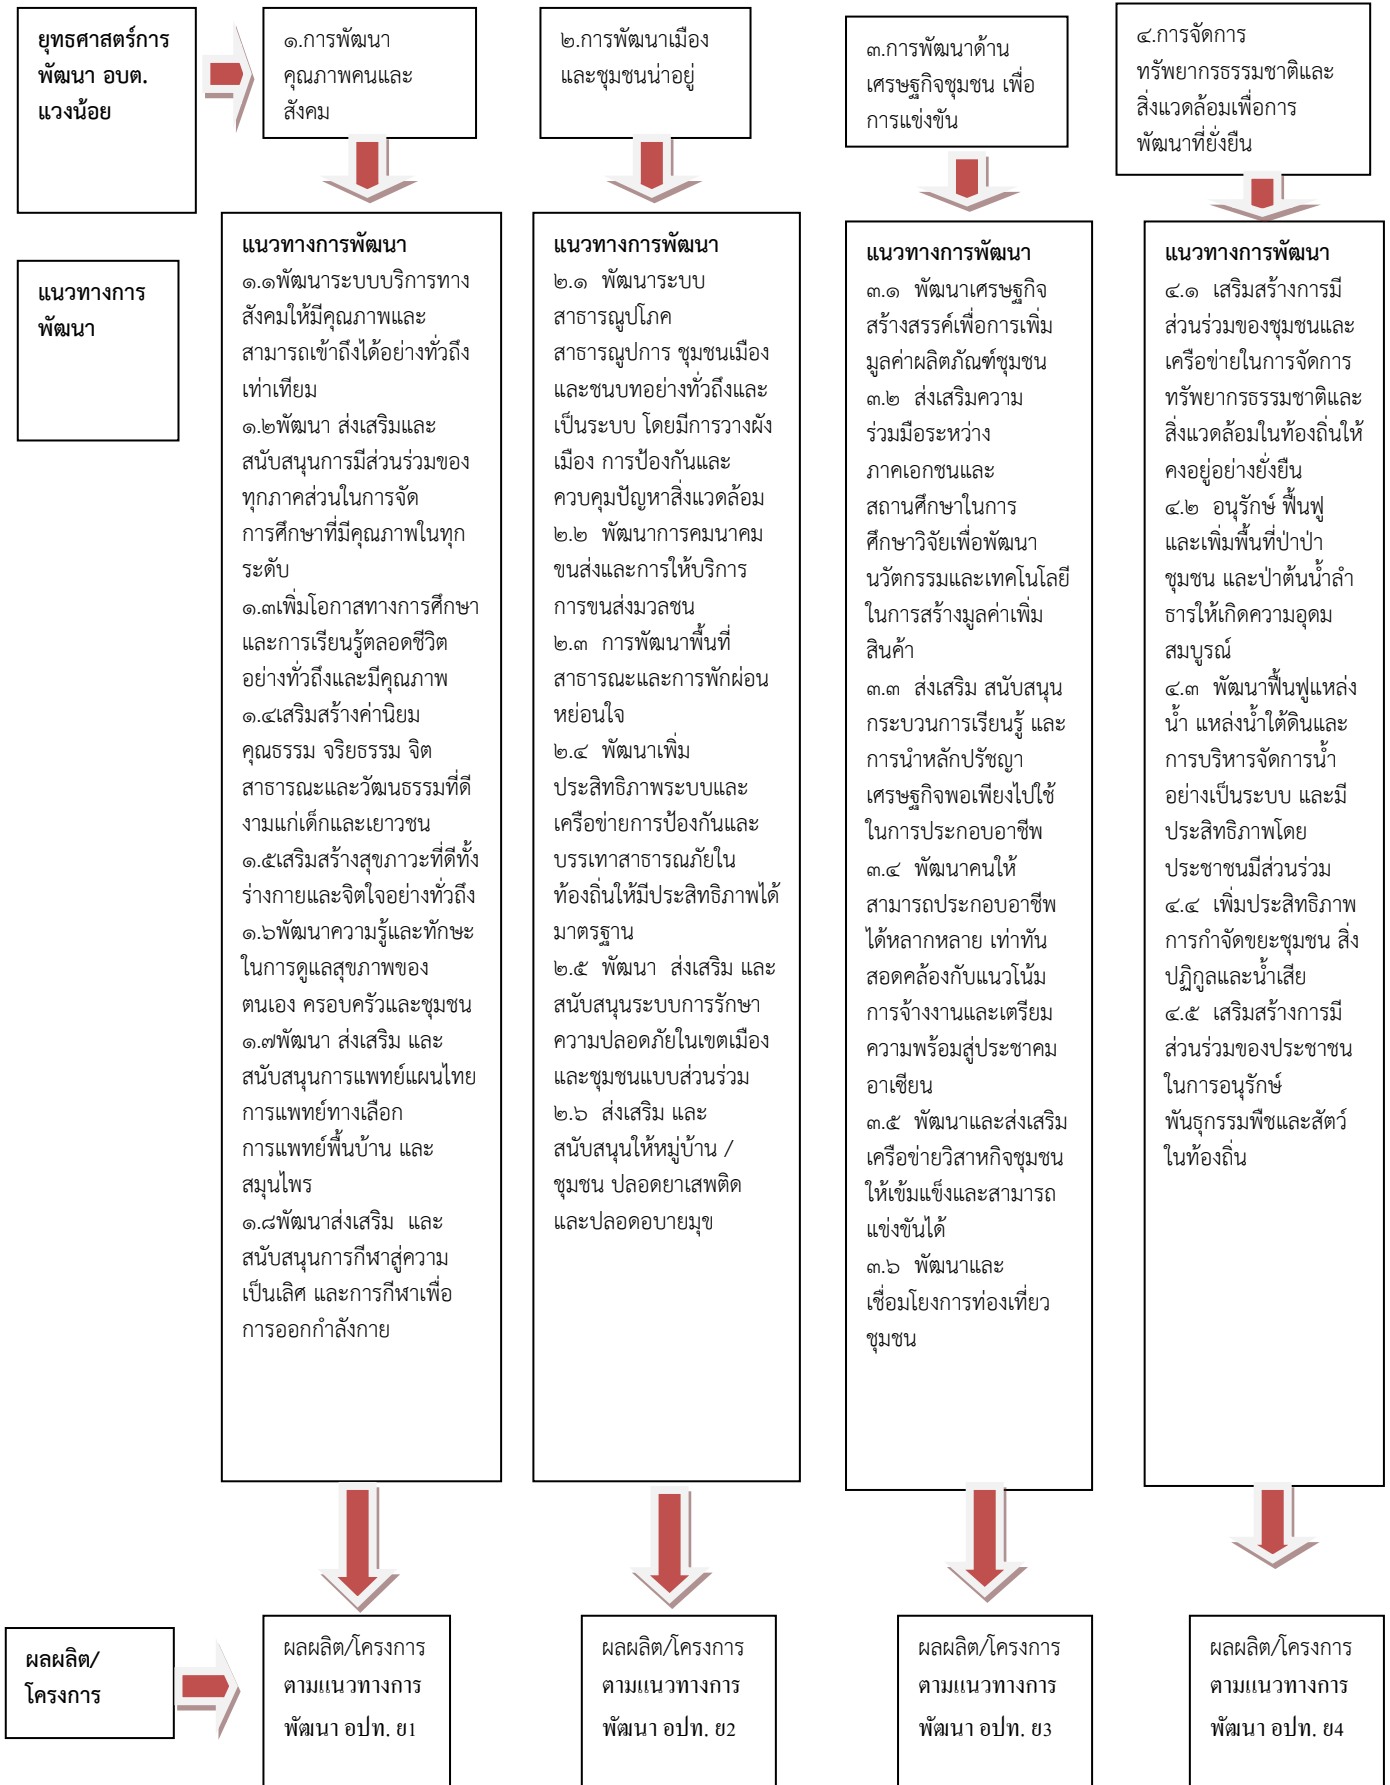 ยุทธศาสตร์การ
พัฒนา อบต.
แวงน้อย
๑.การพัฒนา
คุณภาพคนและ
สังคม
๒.การพัฒนาเมือง
และชุมชนน่าอยู่
๓.การพัฒนาด้าน
เศรษฐกิจชุมชน เพื่อ
การแข่งขัน
๔.การจัดการ
ทรัพยากรธรรมชาติและ
สิ่งแวดล้อมเพื่อการ
พัฒนาที่ยั่งยืน
แนวทางการ
พัฒนา
แนวทางการพัฒนา
๑.๑พัฒนาระบบบริการทาง
สังคมให้มีคุณภาพและ
สามารถเข้าถึงได้อย่างทั่วถึง
เท่าเทียม
๑.๒พัฒนา ส่งเสริมและ
สนับสนุนการมีส่วนร่วมของ
ทุกภาคส่วนในการจัด
การศึกษาที่มีคุณภาพในทุก
ระดับ
๑.๓เพิ่มโอกาสทางการศึกษา
และการเรียนรู้ตลอดชีวิต
อย่างทั่วถึงและมีคุณภาพ
๑.๔เสริมสร้างค่านิยม
คุณธรรม จริยธรรม จิต
สาธารณะและวัฒนธรรมที่ดี
งามแก่เด็กและเยาวชน
๑.๕เสริมสร้างสุขภาวะที่ดีทั้ง
ร่างกายและจิตใจอย่างทั่วถึง
๑.๖พัฒนาความรู้และทักษะ
ในการดูแลสุขภาพของ
ตนเอง ครอบครัวและชุมชน
๑.๗พัฒนา ส่งเสริม และ
สนับสนุนการแพทย์แผนไทย
การแพทย์ทางเลือก
การแพทย์พื้นบ้าน และ
สมุนไพร
๑.๘พัฒนาส่งเสริม และ
สนับสนุนการกีฬาสู่ความ
เป็นเลิศ และการกีฬาเพื่อ
การออกกำลังกาย
แนวทางการพัฒนา
๒.๑ พัฒนาระบบ
สาธารณูปโภค
สาธารณูปการ ชุมชนเมือง
และชนบทอย่างทั่วถึงและ
เป็นระบบ โดยมีการวางผัง
เมือง การป้องกันและ
ควบคุมปัญหาสิ่งแวดล้อม
๒.๒ พัฒนาการคมนาคม
ขนส่งและการให้บริการ
การขนส่งมวลชน
๒.๓ การพัฒนาพื้นที่
สาธารณะและการพักผ่อน
หย่อนใจ
๒.๔ พัฒนาเพิ่ม
ประสิทธิภาพระบบและ
เครือข่ายการป้องกันและ
บรรเทาสาธารณภัยใน
ท้องถิ่นให้มีประสิทธิภาพได้
มาตรฐาน
๒.๕ พัฒนา ส่งเสริม และ
สนับสนุนระบบการรักษา
ความปลอดภัยในเขตเมือง
และชุมชนแบบส่วนร่วม
๒.๖ ส่งเสริม และ
สนับสนุนให้หมู่บ้าน /
ชุมชน ปลอดยาเสพติด
และปลอดอบายมุข
แนวทางการพัฒนา
๓.๑ พัฒนาเศรษฐกิจ
สร้างสรรค์เพื่อการเพิ่ม
มูลค่าผลิตภัณฑ์ชุมชน
๓.๒ ส่งเสริมความ
ร่วมมือระหว่าง
ภาคเอกชนและ
สถานศึกษาในการ
ศึกษาวิจัยเพื่อพัฒนา
นวัตกรรมและเทคโนโลยี
ในการสร้างมูลค่าเพิ่ม
สินค้า
๓.๓ ส่งเสริม สนับสนุน
กระบวนการเรียนรู้ และ
การนำหลักปรัชญา
เศรษฐกิจพอเพียงไปใช้
ในการประกอบอาชีพ
๓.๔ พัฒนาคนให้
สามารถประกอบอาชีพ
ได้หลากหลาย เท่าทัน
สอดคล้องกับแนวโน้ม
การจ้างงานและเตรียม
ความพร้อมสู่ประชาคม
อาเซียน
๓.๕ พัฒนาและส่งเสริม
เครือข่ายวิสาหกิจชุมชน
ให้เข้มแข็งและสามารถ
แข่งขันได้
๓.๖ พัฒนาและ
เชื่อมโยงการท่องเที่ยว
ชุมชน
แนวทางการพัฒนา
๔.๑ เสริมสร้างการมี
ส่วนร่วมของชุมชนและ
เครือข่ายในการจัดการ
ทรัพยากรธรรมชาติและ
สิ่งแวดล้อมในท้องถิ่นให้
คงอยู่อย่างยั่งยืน
๔.๒ อนุรักษ์ ฟื้นฟู
และเพิ่มพื้นที่ป่าป่า
ชุมชน และป่าต้นน้ำลำ
ธารให้เกิดความอุดม
สมบูรณ์
๔.๓ พัฒนาฟื้นฟูแหล่ง
น้ำ แหล่งน้ำใต้ดินและ
การบริหารจัดการน้ำ
อย่างเป็นระบบ และมี
ประสิทธิภาพโดย
ประชาชนมีส่วนร่วม
๔.๔ เพิ่มประสิทธิภาพ
การกำจัดขยะชุมชน สิ่ง
ปฏิกูลและน้ำเสีย
๔.๕ เสริมสร้างการมี
ส่วนร่วมของประชาชน
ในการอนุรักษ์
พันธุกรรมพืชและสัตว์
ในท้องถิ่น
ผลผลิต/
โครงการ
ผลผลิต/โครงการ
ตามแนวทางการ
พัฒนา อปท. ย1
ผลผลิต/โครงการ
ตามแนวทางการ
พัฒนา อปท. ย2
ผลผลิต/โครงการ
ตามแนวทางการ
พัฒนา อปท. ย3
ผลผลิต/โครงการ
ตามแนวทางการ
พัฒนา อปท. ย4